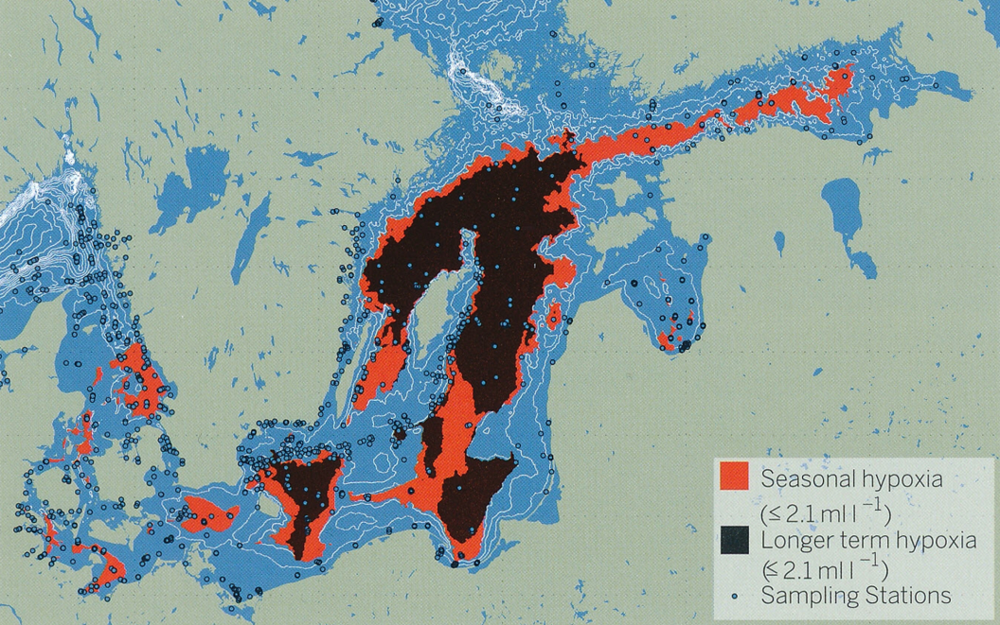 Seasonal hypoxia
(≤ 2.1 ml l⁻¹)
Longer term hypoxia
(≤ 2.1 ml l⁻¹)
Sampling Stations